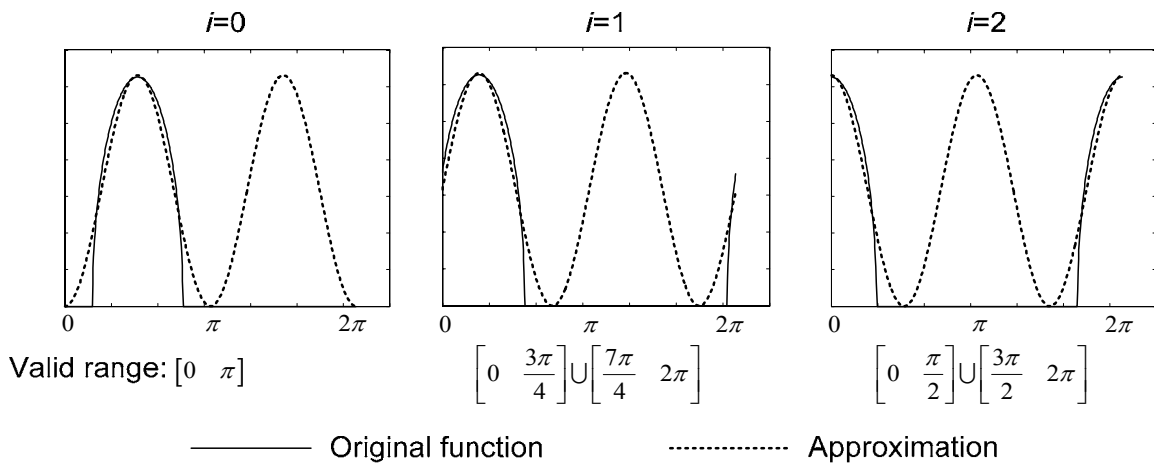 i=0
i=1
i=2
0 π 2π
0 π 2π
0 π 2π
Valid range: [0 π]
[0 3π/4]∪[7π/4 2π]
[0 π/2]∪[3π/2 2π]
Original function
Approximation